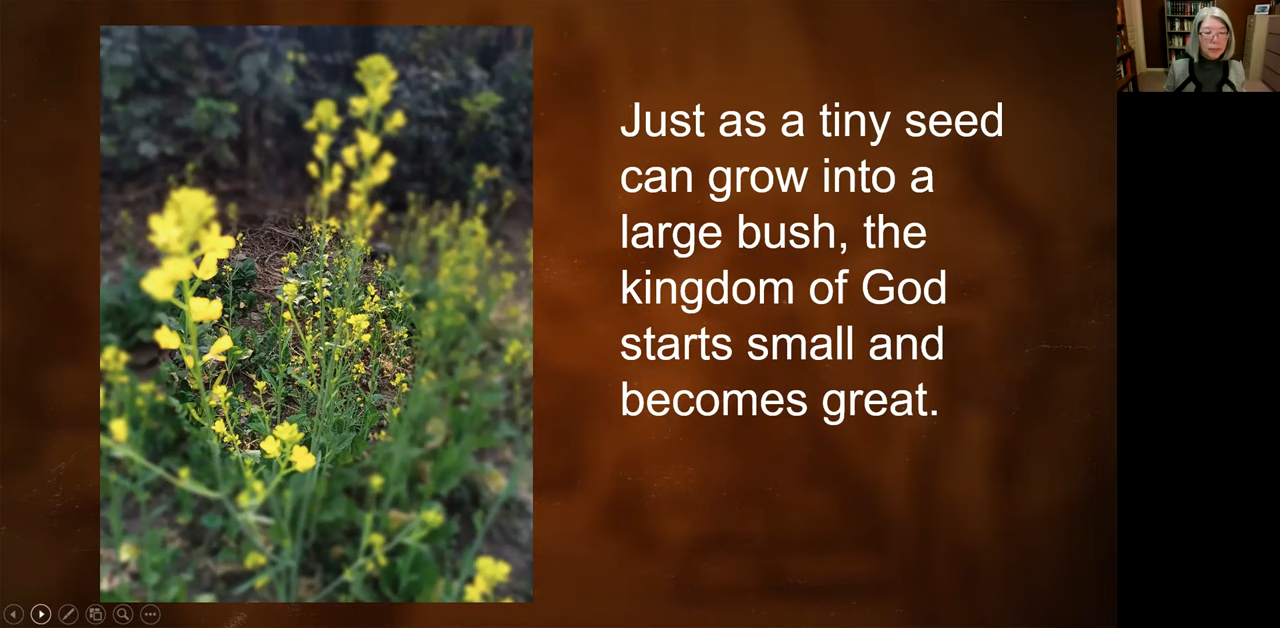 Just as a tiny seed
can grow into a
large bush, the
kingdom of God
starts small and
becomes great.